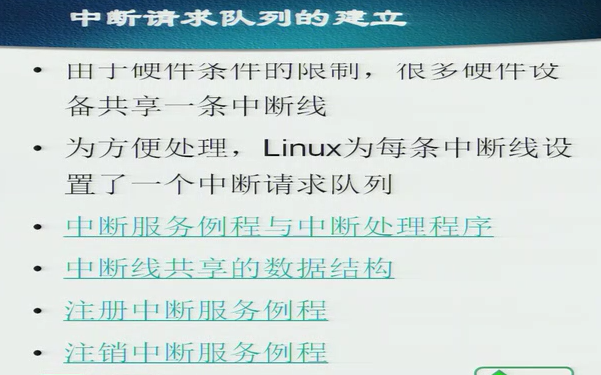 中断请求队列的建立
• 由于硬件条件的限制，很多硬件设
备共享一条中断线
• 为方便处理，Linux为每条中断线设
置了一个中断请求队列
• 中断服务例程与中断处理程序
• 中断线共享的数据结构
• 注册中断服务例程
• 注销中断服务例程